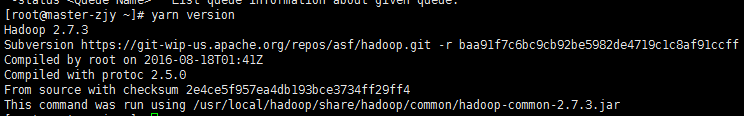 -status <Queue Name>   List queue information about given queue.
[root@master-zjy ~]# yarn version
Hadoop 2.7.3
Subversion https://git-wip-us.apache.org/repos/asf/hadoop.git -r baa91f7c6bc9cb92be5982de4719c1c8af91ccff
Compiled by root on 2016-08-18T01:41Z
Compiled with protoc 2.5.0
From source with checksum 2e4ce5f957ea4db193bce3734ff29ff4
This command was run using /usr/local/hadoop/share/hadoop/common/hadoop-common-2.7.3.jar